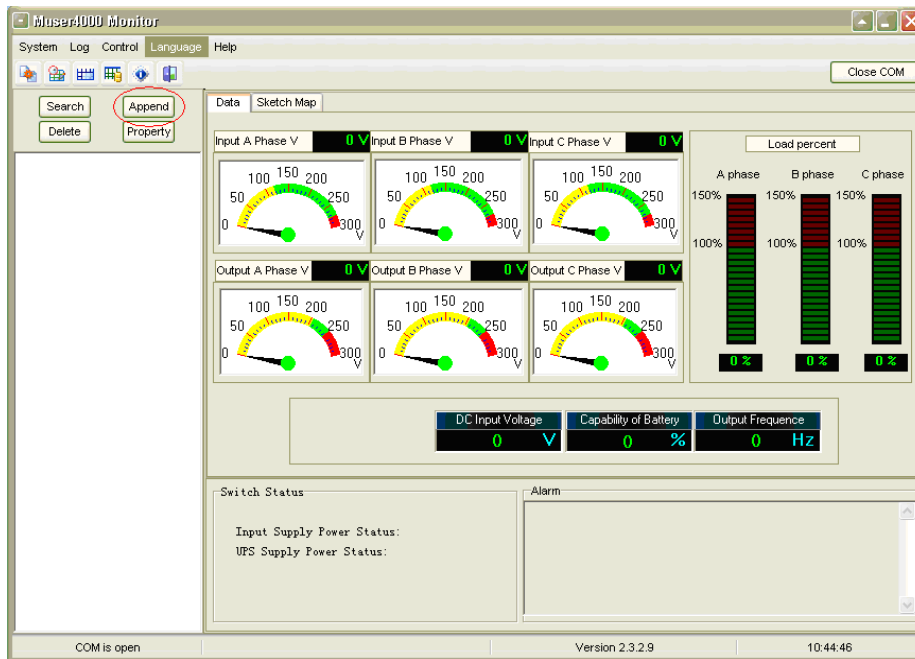 Muser4000 Monitor
System Log Control Language Help
Close COM
Search Append
Delete Property
Data Sketch Map
Input A Phase V 0 V Input B Phase V 0 V Input C Phase V 0 V
0 50 100 150 200 250 300 V
0 50 100 150 200 250 300 V
0 50 100 150 200 250 300 V
Output A Phase V 0 V Output B Phase V 0 V Output C Phase V 0 V
0 50 100 150 200 250 300 V
0 50 100 150 200 250 300 V
0 50 100 150 200 250 300 V
Load percent
A phase B phase C phase
150% 150% 150%
100% 100% 100%
0 % 0 % 0 %
DC Input Voltage Capability of Battery Output Frequence
0 V 0 % 0 Hz
Switch Status
Input Supply Power Status:
UPS Supply Power Status:
Alarm
COM is open Version 2.3.2.9 10:44:46